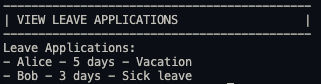 | VIEW LEAVE APPLICATIONS |
Leave Applications:
- Alice - 5 days - Vacation
- Bob - 3 days - Sick leave